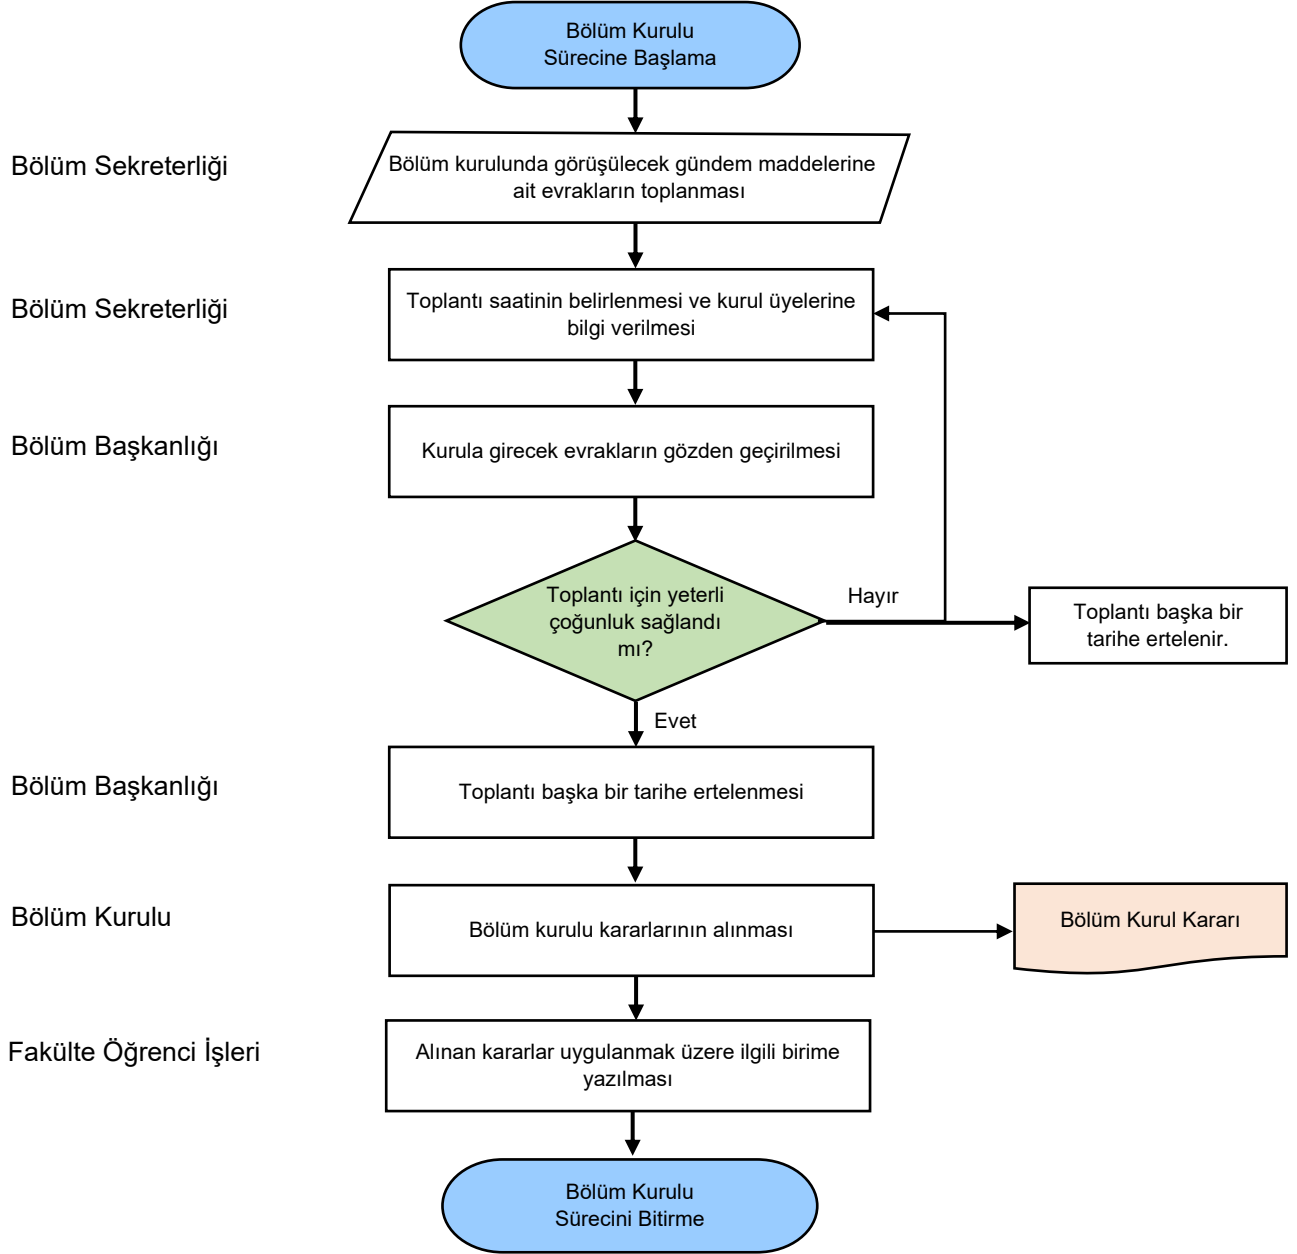 Bölüm Kurulu
Sürecine Başlama
Bölüm Sekreterliği
Bölüm kurulunda görüşülecek gündem maddelerine
ait evrakların toplanması
Bölüm Sekreterliği
Toplantı saatinin belirlenmesi ve kurul üyelerine
bilgi verilmesi
Bölüm Başkanlığı
Kurula girecek evrakların gözden geçirilmesi
Toplantı için yeterli
çoğunluk sağlandı
mı?
Hayır
Toplantı başka bir
tarihe ertelenir.
Evet
Bölüm Başkanlığı
Toplantı başka bir tarihe ertelenmesi
Bölüm Kurulu
Bölüm kurulu kararlarının alınması
Bölüm Kurul Kararı
Fakülte Öğrenci İşleri
Alınan kararlar uygulanmak üzere ilgili birime
yazılması
Bölüm Kurulu
Sürecini Bitirme